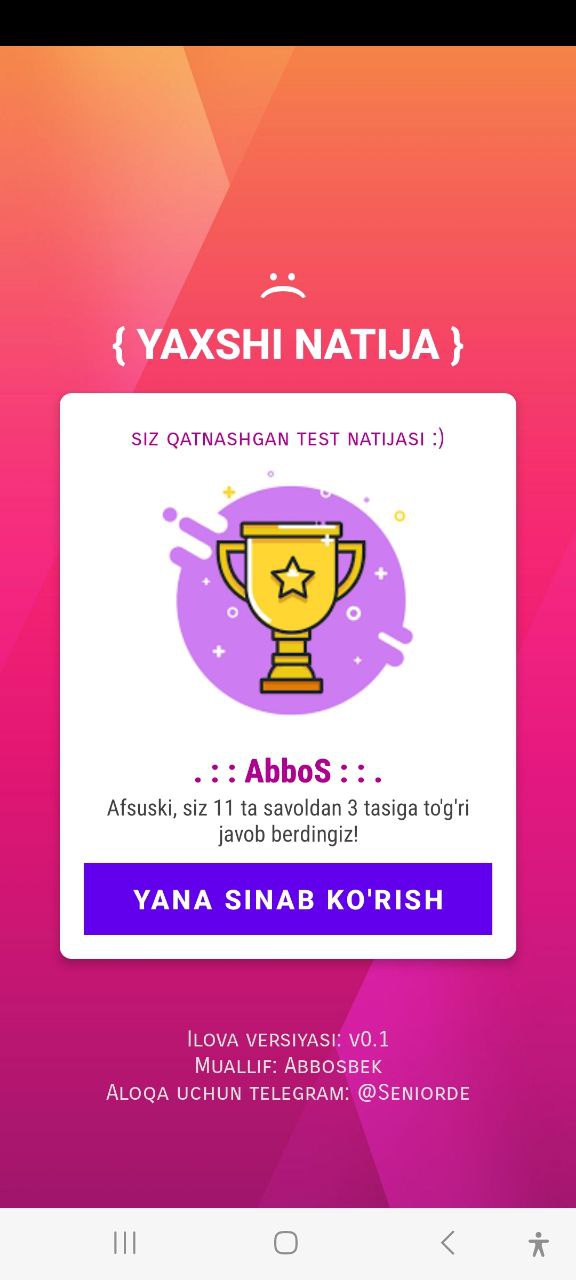 { YAXSHI NATIJA }
SIZ QATNASHGAN TEST NATIJASI :)
. : : : AbboS : : : .
Afsuski, siz 11 ta savoldan 3 tasiga to'g'ri
javob berdingiz!
YANA SINAB KO'RISH
Ilova versiyasi: v0.1
Muallif: Abbosbek
Aloqa uchun telegram: @Seniorde